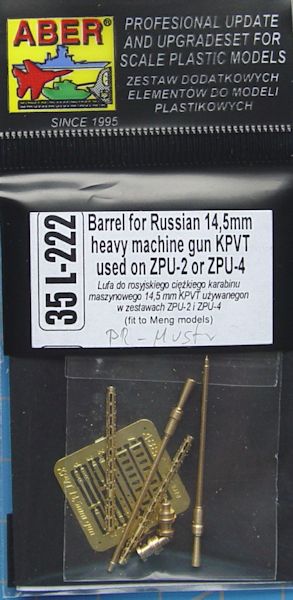 ABER
SINCE 1995
PROFESIONAL UPDATE
AND UPGRADESET FOR
SCALE PLASTIC MODELS
ZESTAW DODATKOWYCH
ELEMENTÓW DO MODELI
PLASTIKOWYCH
35 L-222
Barrel for Russian 14,5mm
heavy machine gun KPVT
used on ZPU-2 or ZPU-4
Lufa do rosyjskiego ciężkiego karabinu
maszynowego 14,5 mm KPVT używanegon
w zestawach ZPU-2 i ZPU-4
(fit to Meng models)
PR-Muster
ABER